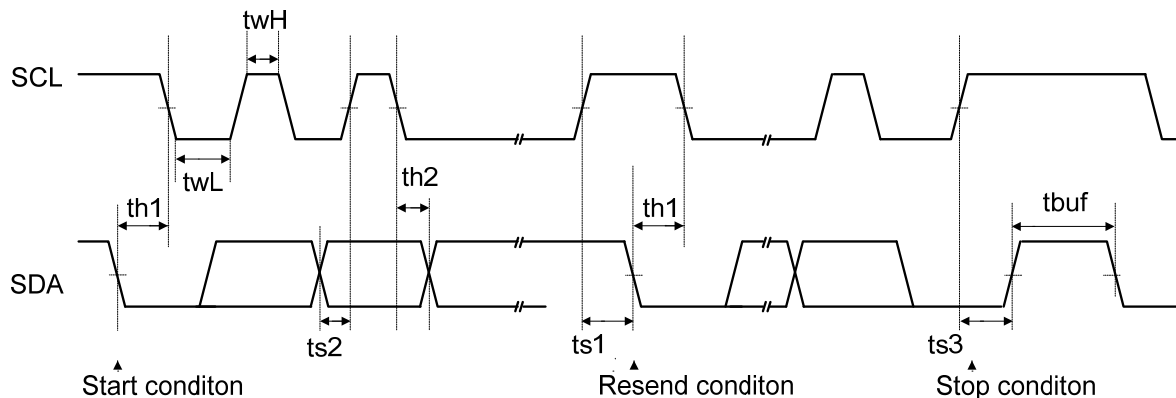 twH
SCL
twL
th2
th1
th1
tbuf
SDA
ts2
ts1
ts3
Start conditon
Resend conditon
Stop conditon